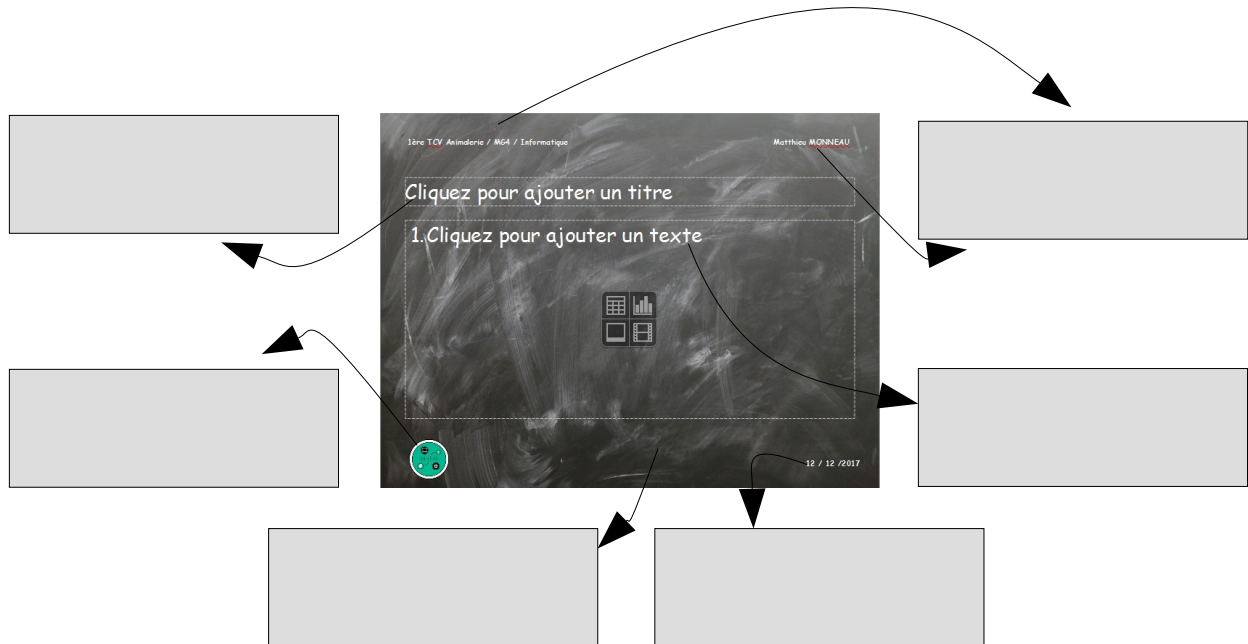 1ère TCV Animalerie / MG4 / Informatique
Matthieu MONNEAU
Cliquez pour ajouter un titre
1.Cliquez pour ajouter un texte
12 / 12 /2017